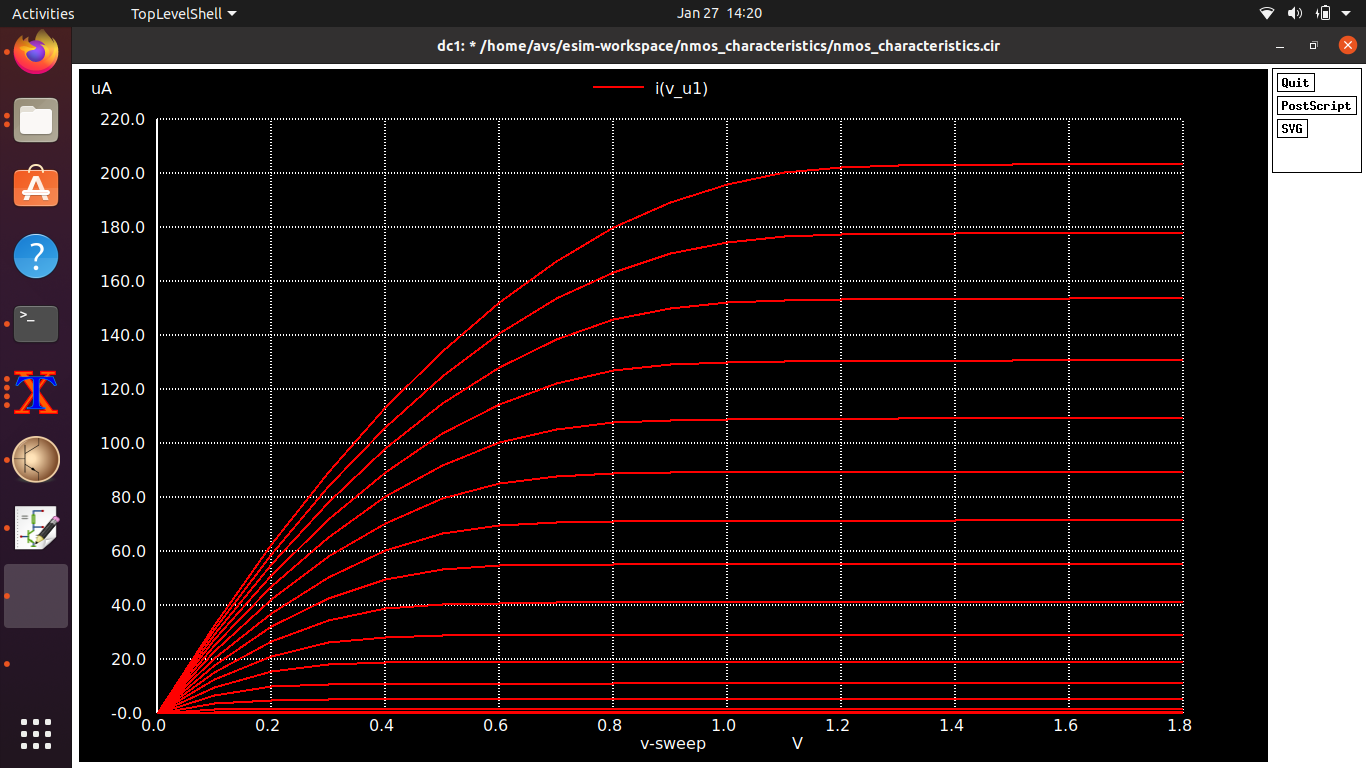 Activities TopLevelShell Jan 27 14:20
dc1: * /home/avs/esim-workspace/nmos_characteristics/nmos_characteristics.cir
uA i(v_u1)
Quit
PostScript
SVG
220.0
200.0
180.0
160.0
140.0
120.0
100.0
80.0
60.0
40.0
20.0
-0.0
0.0 0.2 0.4 0.6 0.8 1.0 1.2 1.4 1.6 1.8
v-sweep V